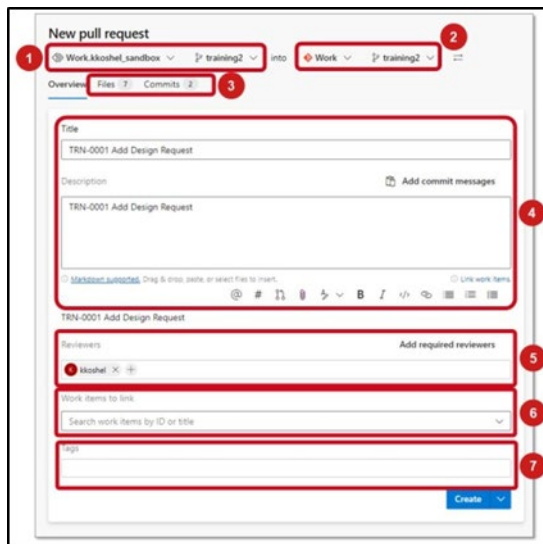 New pull request
1 Work.kkoshel_sandbox training2 into Work training2 2
Overview Files 7 Commits 2 3
Title
TRN-0001 Add Design Request
Description Add commit messages
TRN-0001 Add Design Request
4
Markdown supported. Drag & drop, paste, or select files to insert. Link work items.
@ # B I </>
TRN-0001 Add Design Request
Reviewers Add required reviewers
5
K kkoshel × +
Work items to link
6
Search work items by ID or title
Tags
7
Create